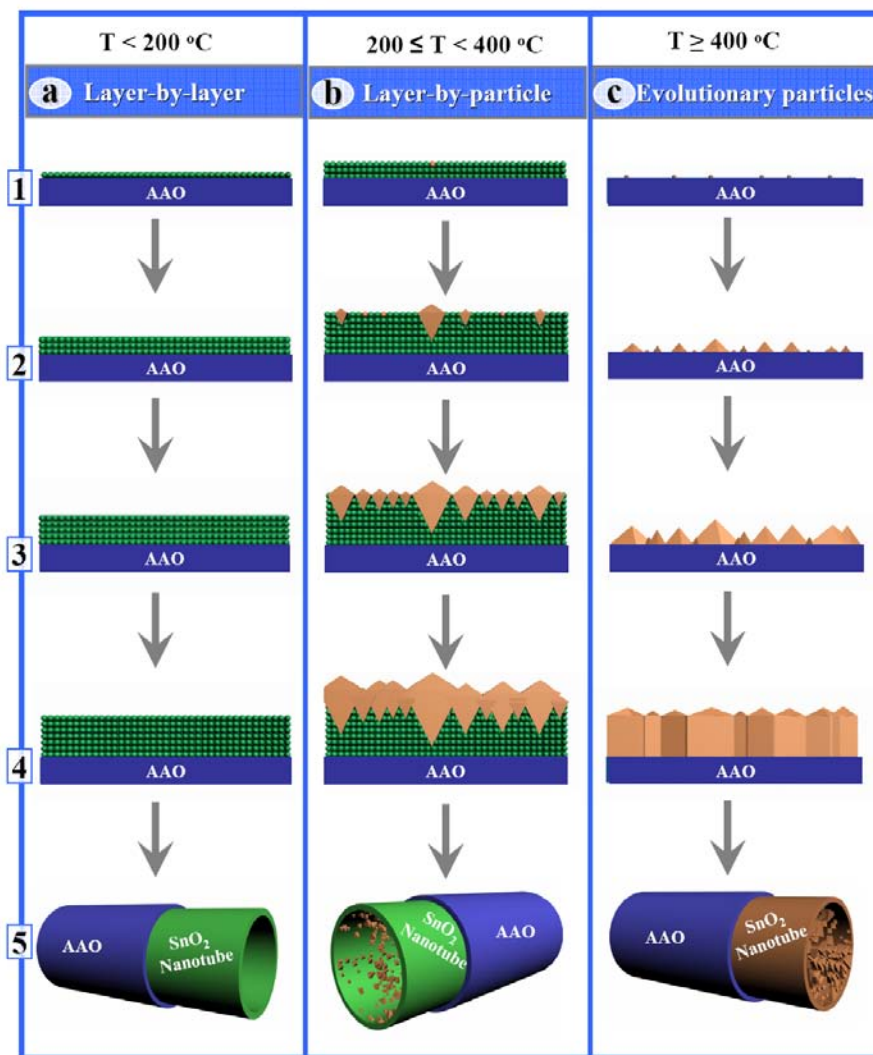 T < 200 °C
200 ≤ T < 400 °C
T ≥ 400 °C
a Layer-by-layer
b Layer-by-particle
c Evolutionary particles
1
AAO
AAO
AAO
2
AAO
AAO
AAO
3
AAO
AAO
AAO
4
AAO
AAO
AAO
5
AAO
SnO₂
Nanotube
SnO₂
Nanotube
AAO
AAO
SnO₂
Nanotube